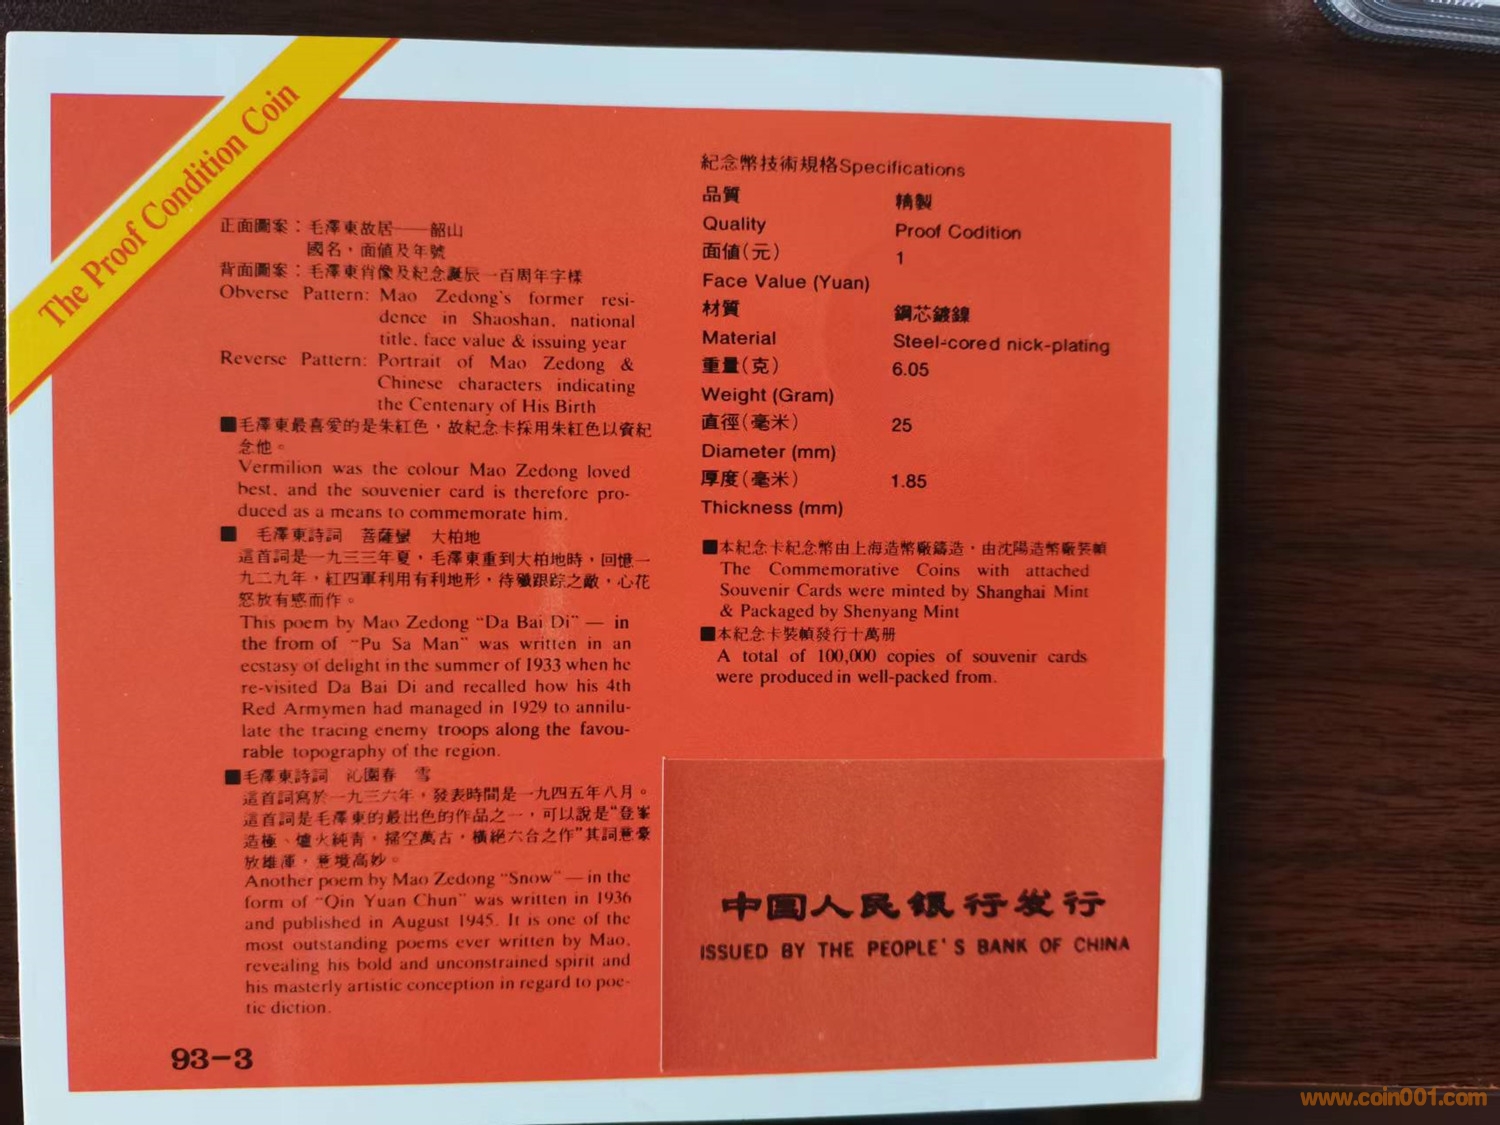 The Proof Condition Coin
正面圖案：毛澤東故居——韶山
國名，面值及年號
背面圖案：毛澤東肖像及紀念誕辰一百周年字樣
Obverse Pattern: Mao Zedong's former resi-
dence in Shaoshan, national
title, face value & issuing year
Reverse Pattern: Portrait of Mao Zedong &
Chinese characters indicating
the Centenary of His Birth
■毛澤東最喜愛的是朱紅色，故紀念卡採用朱紅色以資紀
念他。
Vermilion was the colour Mao Zedong loved
best, and the souvenier card is therefore pro-
duced as a means to commemorate him.
■ 毛澤東詩詞 菩薩蠻 大柏地
這首詞是一九三三年夏，毛澤東重到大柏地時，回憶一
九二九年，紅四軍利用有利地形，待殲跟踪之敵，心花
怒放有感而作。
This poem by Mao Zedong "Da Bai Di" — in
the from of "Pu Sa Man" was written in an
ecstasy of delight in the summer of 1933 when he
re-visited Da Bai Di and recalled how his 4th
Red Armymen had managed in 1929 to annilu-
late the tracing enemy troops along the favou-
rable topography of the region.
■毛澤東詩詞 沁園春 雪
這首詞寫於一九三六年，發表時間是一九四五年八月。
這首詞是毛澤東的最出色的作品之一，可以說是"登峯
造極、爐火純青，掃空萬古，橫絕六合之作"其詞意豪
放雄渾，意境高妙。
Another poem by Mao Zedong "Snow" — in the
form of "Qin Yuan Chun" was written in 1936
and published in August 1945. It is one of the
most outstanding poems ever written by Mao,
revealing his bold and unconstrained spirit and
his masterly artistic conception in regard to poe-
tic diction.
93-3
紀念幣技術規格Specifications
品質 精製
Quality Proof Codition
面值(元) 1
Face Value (Yuan)
材質 鋼芯鍍鎳
Material Steel-cored nick-plating
重量(克) 6.05
Weight (Gram)
直徑(毫米) 25
Diameter (mm)
厚度(毫米) 1.85
Thickness (mm)
■本紀念卡紀念幣由上海造幣廠鑄造，由沈陽造幣廠裝幀
The Commemorative Coins with attached
Souvenir Cards were minted by Shanghai Mint
& Packaged by Shenyang Mint
■本紀念卡裝幀發行十萬册
A total of 100,000 copies of souvenir cards
were produced in well-packed from.
中国人民银行发行
ISSUED BY THE PEOPLE'S BANK OF CHINA
www.coin001.com